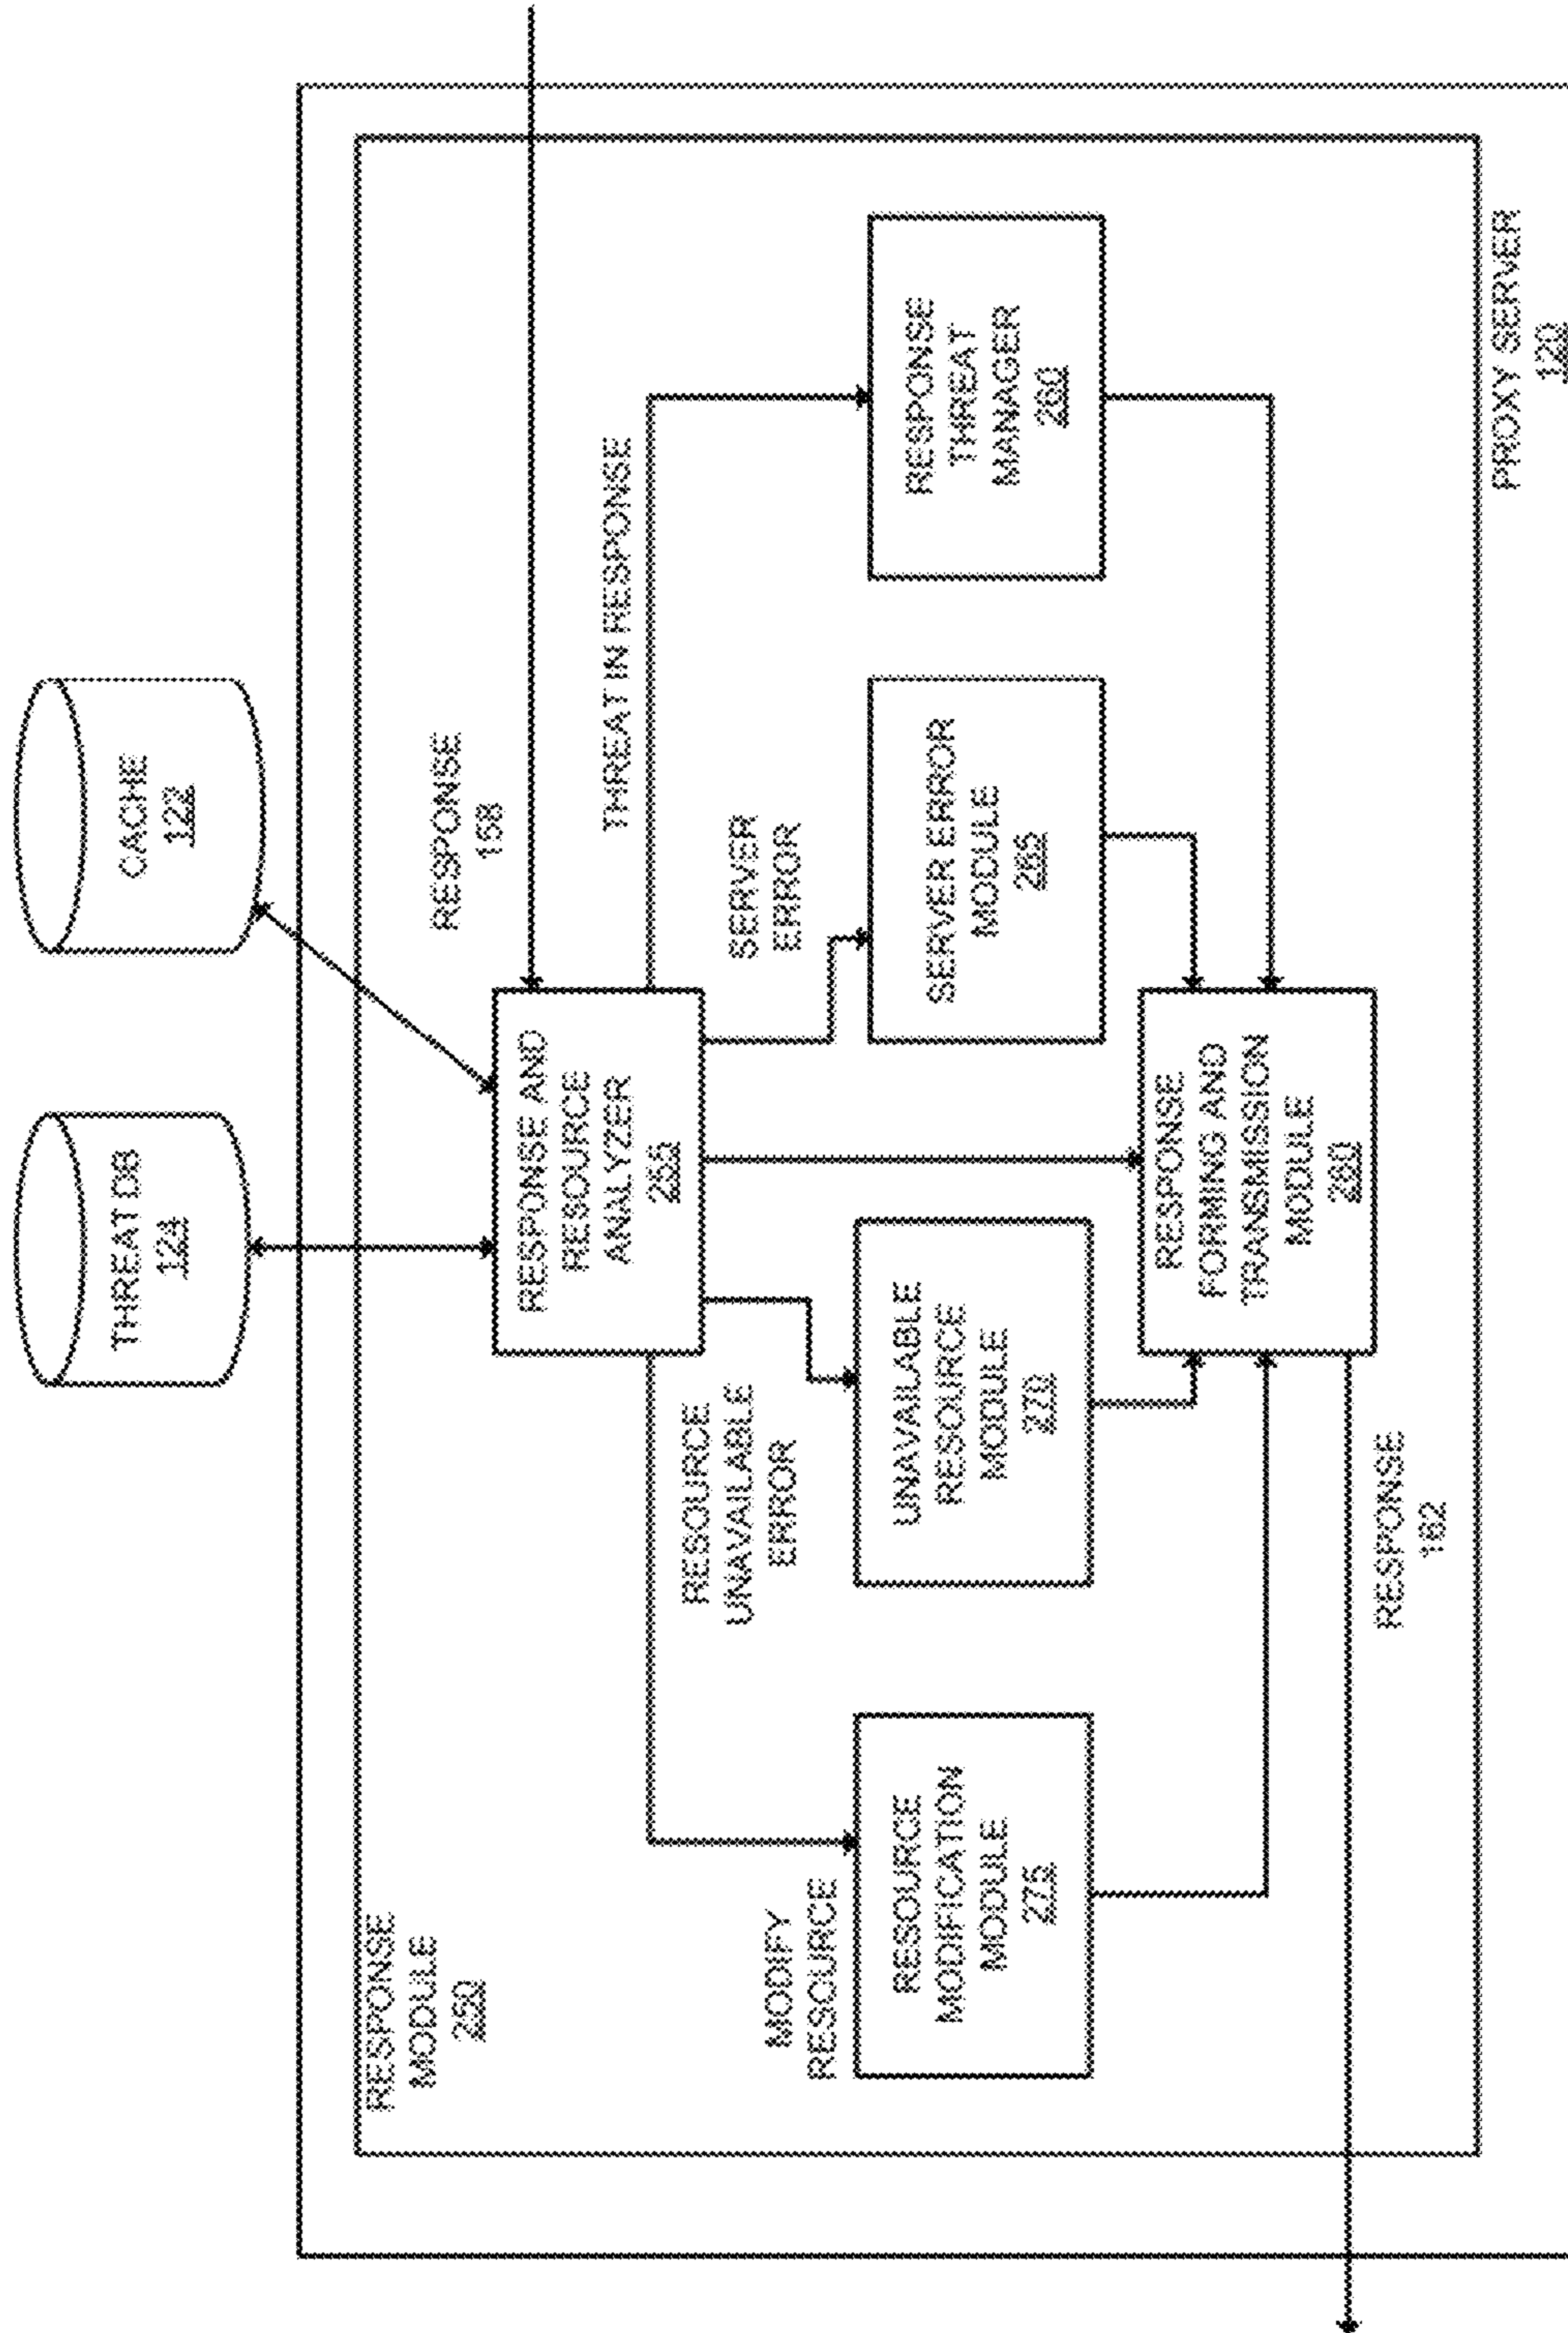 THREAT DB
124
CACHE
122
RESPONSE
MODULE
250
RESPONSE
158
RESPONSE AND
RESOURCE
ANALYZER
255
THREAT IN RESPONSE
RESOURCE
UNAVAILABLE
ERROR
SERVER
ERROR
MODIFY
RESOURCE
RESOURCE
MODIFICATION
MODULE
275
UNAVAILABLE
RESOURCE
MODULE
270
SERVER ERROR
MODULE
265
RESPONSE
THREAT
MANAGER
260
RESPONSE
FORMING AND
TRANSMISSION
MODULE
280
RESPONSE
162
PROXY SERVER
120